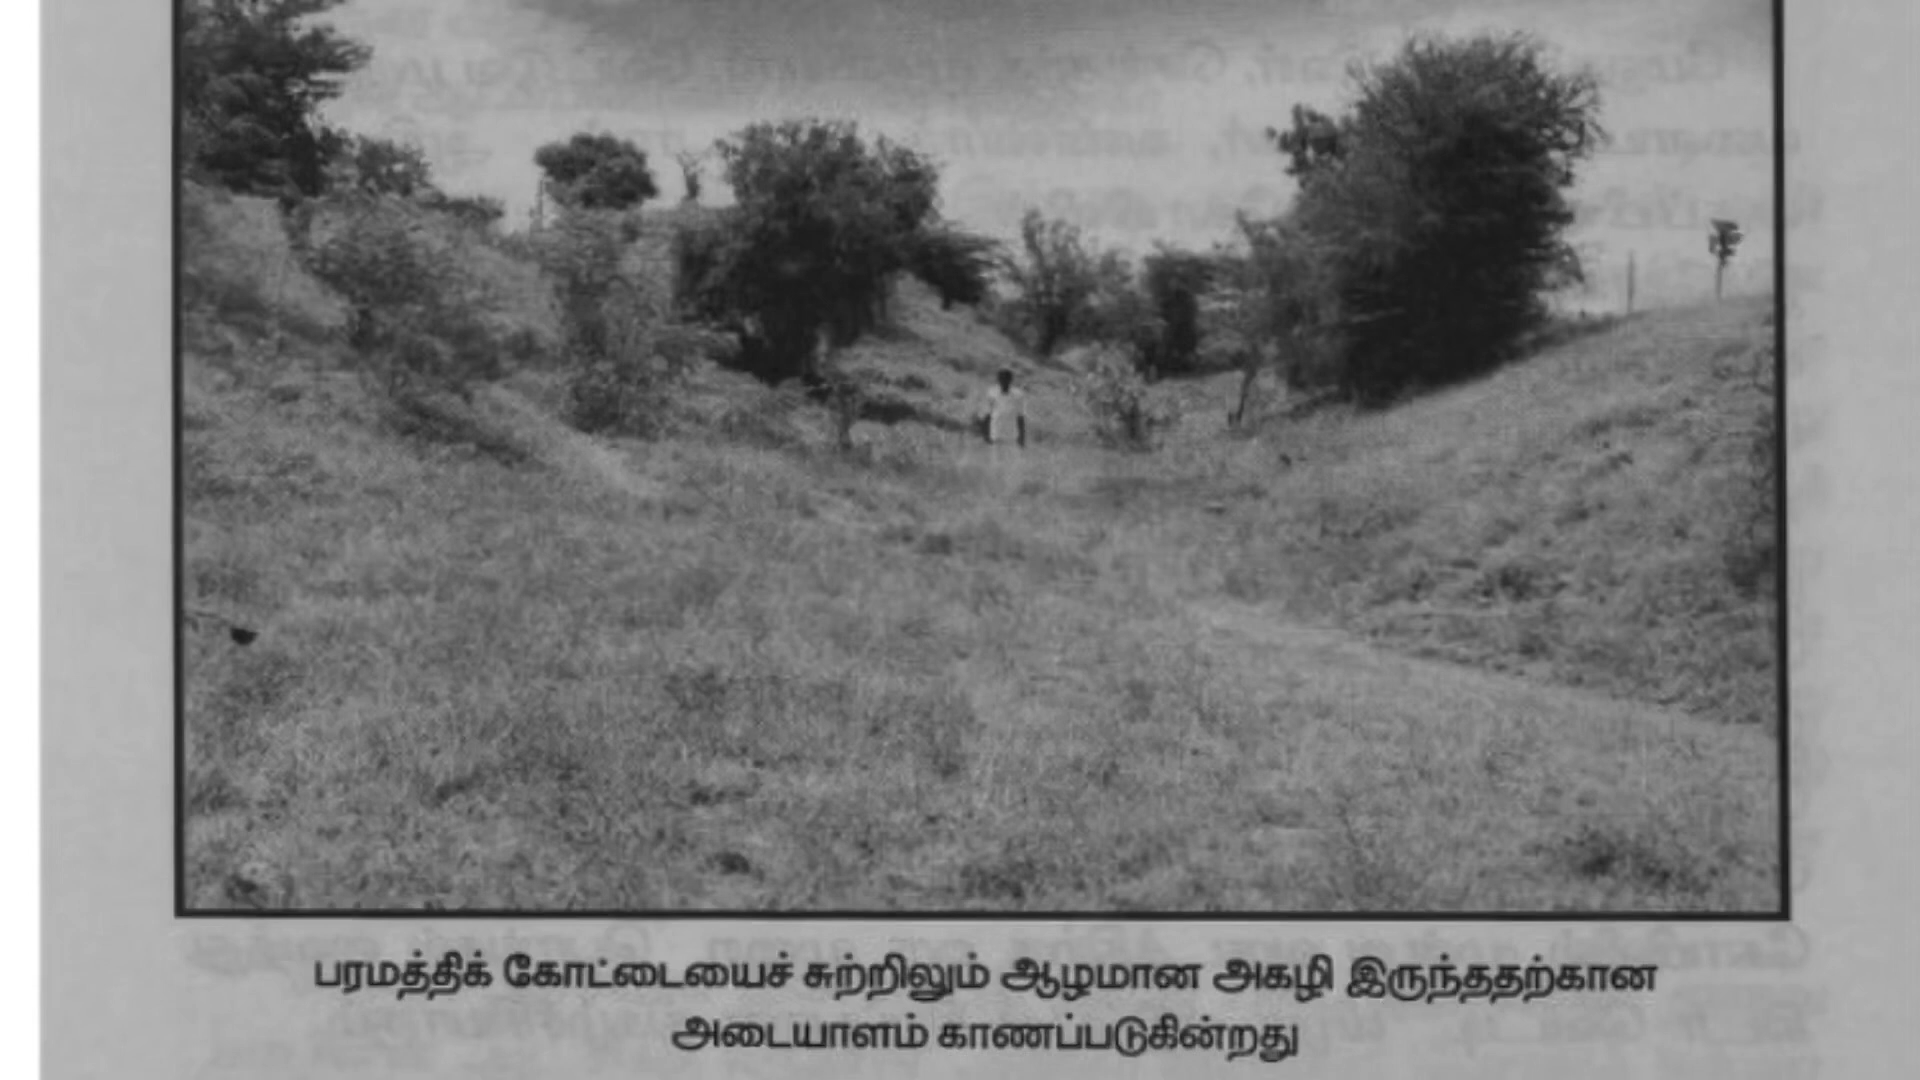 பரமத்திக் கோட்டையைச் சுற்றிலும் ஆழமான அகழி இருந்ததற்கான
அடையாளம் காணப்படுகின்றது